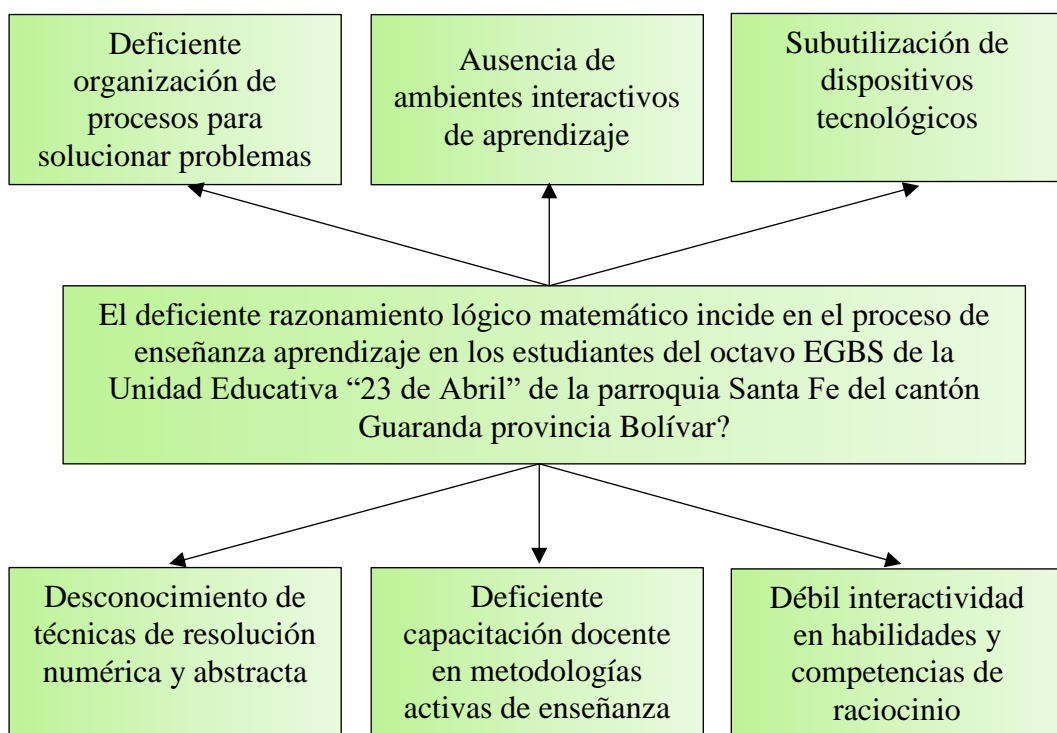 Deficiente
organización de
procesos para
solucionar problemas
Ausencia de
ambientes interactivos
de aprendizaje
Subutilización de
dispositivos
tecnológicos
El deficiente razonamiento lógico matemático incide en el proceso de
enseñanza aprendizaje en los estudiantes del octavo EGBS de la
Unidad Educativa “23 de Abril” de la parroquia Santa Fe del cantón
Guaranda provincia Bolívar?
Desconocimiento de
técnicas de resolución
numérica y abstracta
Deficiente
capacitación docente
en metodologías
activas de enseñanza
Débil interactividad
en habilidades y
competencias de
raciocinio